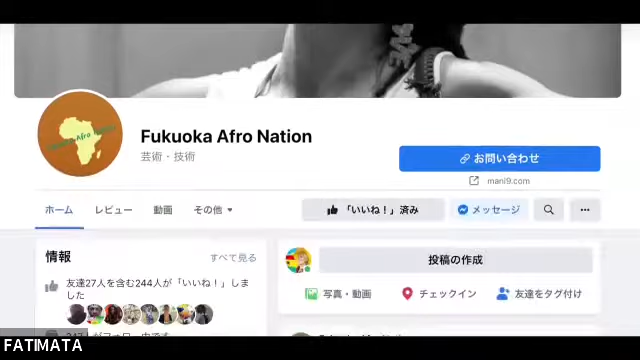 Fukuoka Afro Nation
芸術・技術
お問い合わせ
mani9.com
ホーム
レビュー
動画
その他
「いいね！」済み
メッセージ
情報
すべて見る
友達27人を含む244人が「いいね！」しま
した
投稿の作成
写真・動画
チェックイン
友達をタグ付け
FATIMATA